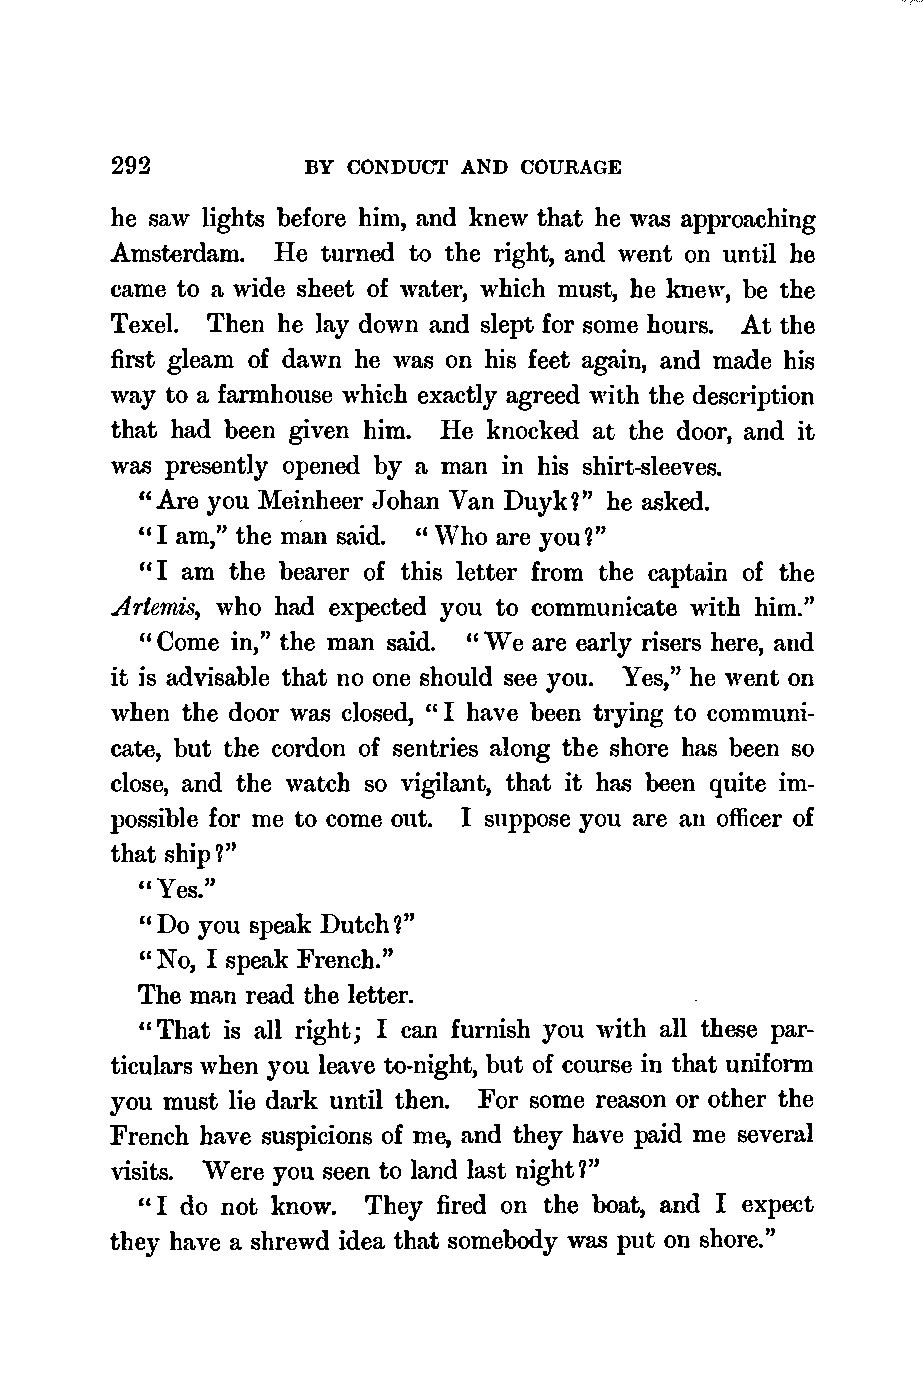 292 BY CONDUCT AND COURAGE
he saw lights before him, and knew that he was approaching
Amsterdam. He turned to the right, and went on until he
came to a wide sheet of water, which must, he knew, be the
Texel. Then he lay down and slept for some hours. At the
first gleam of dawn he was on his feet again, and made his
way to a farmhouse which exactly agreed with the description
that had been given him. He knocked at the door, and it
was presently opened by a man in his shirt-sleeves.
"Are you Meinheer Johan Van Duyk?" he asked.
"I am," the man said. "Who are you?"
"I am the bearer of this letter from the captain of the
Artemis, who had expected you to communicate with him."
"Come in," the man said. "We are early risers here, and
it is advisable that no one should see you. Yes," he went on
when the door was closed, "I have been trying to communi-
cate, but the cordon of sentries along the shore has been so
close, and the watch so vigilant, that it has been quite im-
possible for me to come out. I suppose you are an officer of
that ship?"
"Yes."
"Do you speak Dutch?"
"No, I speak French."
The man read the letter.
"That is all right; I can furnish you with all these par-
ticulars when you leave to-night, but of course in that uniform
you must lie dark until then. For some reason or other the
French have suspicions of me, and they have paid me several
visits. Were you seen to land last night?"
"I do not know. They fired on the boat, and I expect
they have a shrewd idea that somebody was put on shore."